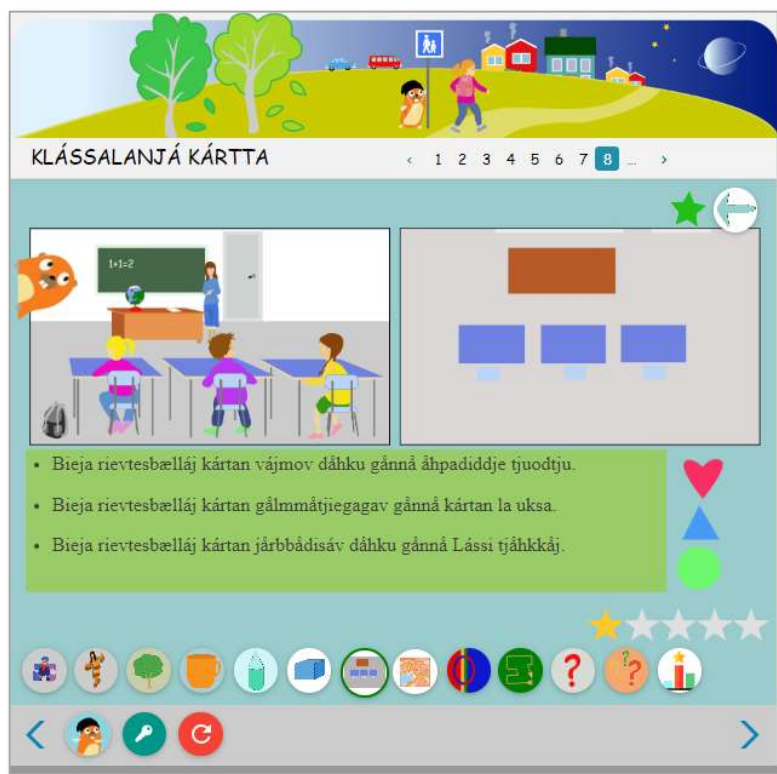 KLÁSSALANJÁ KÁRTTA
‹ 1 2 3 4 5 6 7 8 ... ›
1+1=2
• Bieja rievtesbælláj kártan vájmov dåhku gånnå åhpadiddje tjuodtju.
• Bieja rievtesbælláj kártan gålmmåtjiegagav gånnå kártan la uksa.
• Bieja rievtesbælláj kártan jårbbådisáv dåhku gånnå Lássi tjåhkkåj.
? ? ?